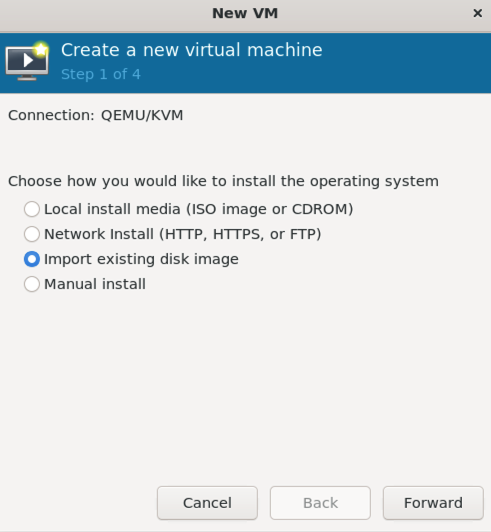 New VM
×
Create a new virtual machine
Step 1 of 4
Connection: QEMU/KVM
Choose how you would like to install the operating system
Local install media (ISO image or CDROM)
Network Install (HTTP, HTTPS, or FTP)
Import existing disk image
Manual install
Cancel Back Forward